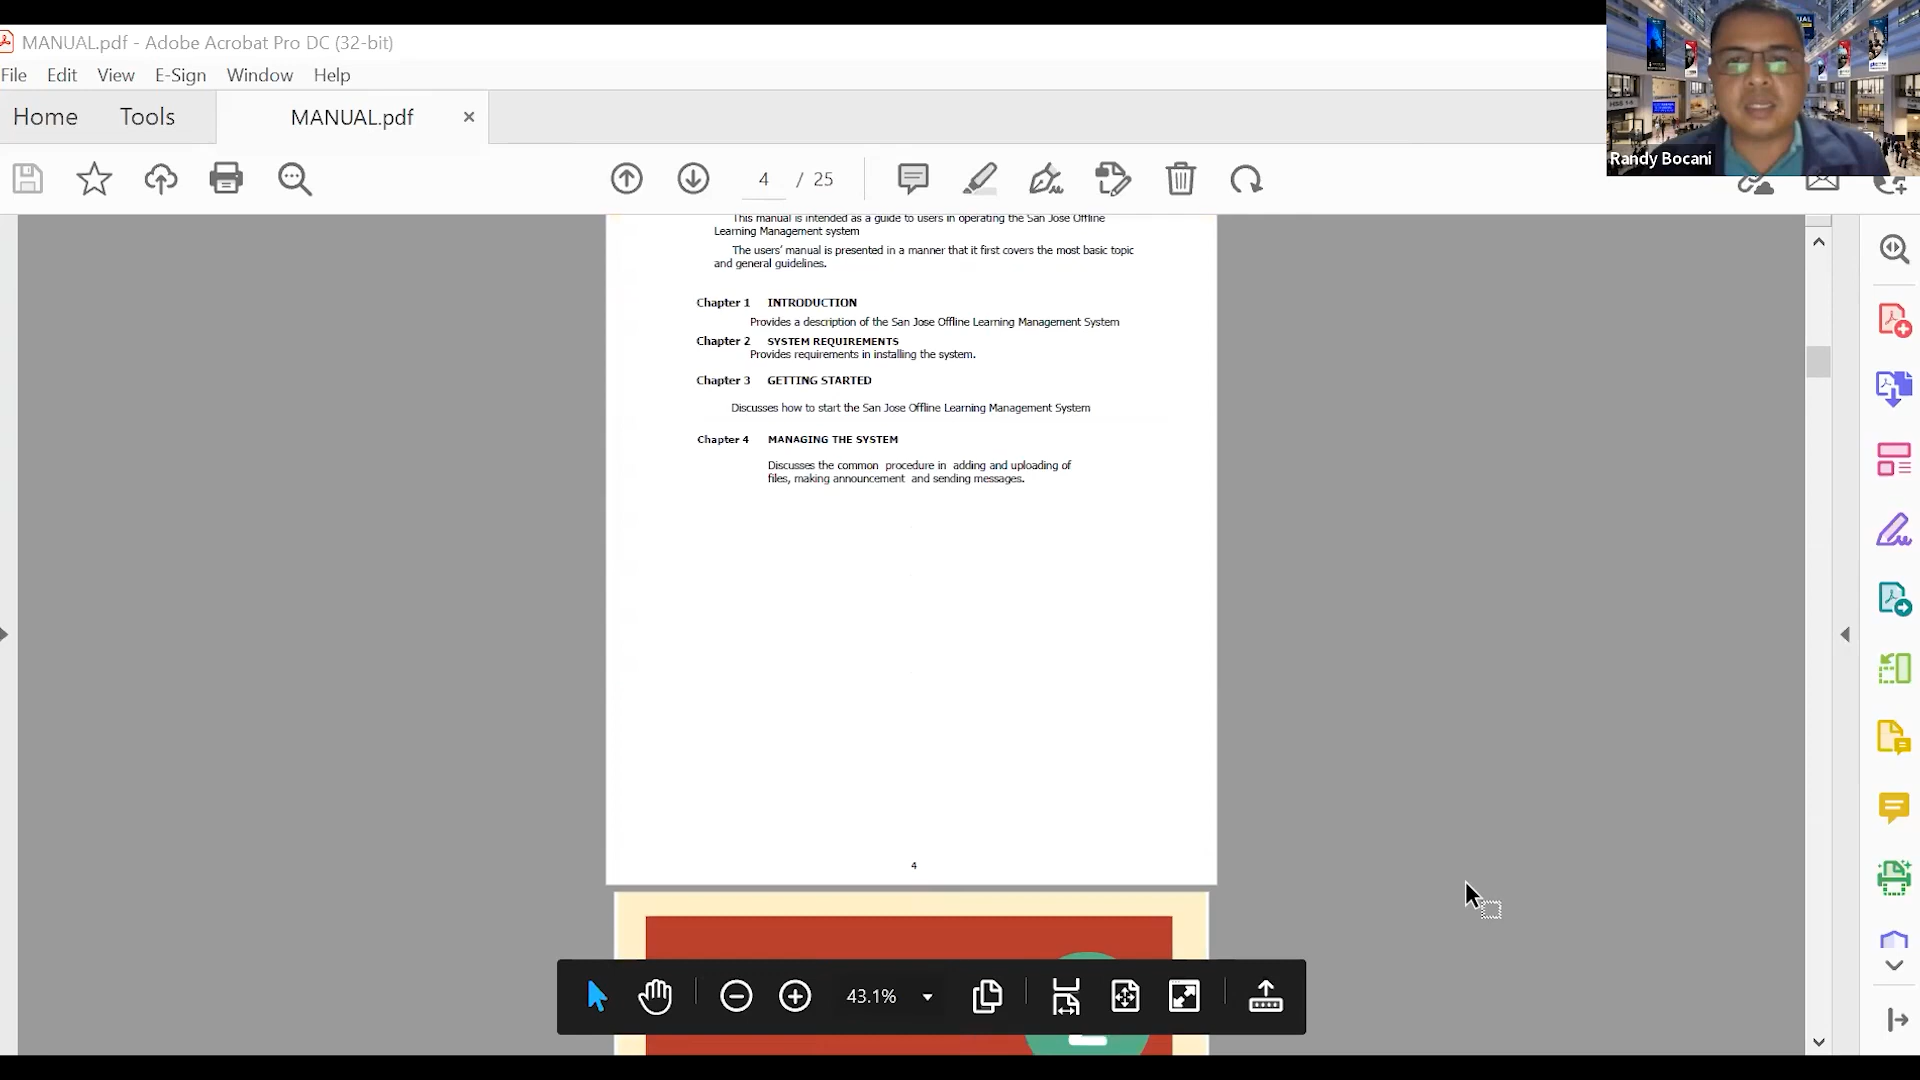 MANUAL.pdf - Adobe Acrobat Pro DC (32-bit)
File Edit View E-Sign Window Help
Home Tools MANUAL.pdf
4 / 25
Randy Bocani
This manual is intended as a guide to users in operating the San Jose Offline
Learning Management system
The users' manual is presented in a manner that it first covers the most basic topic
and general guidelines.
Chapter 1 INTRODUCTION
Provides a description of the San Jose Offline Learning Management System
Chapter 2 SYSTEM REQUIREMENTS
Provides requirements in installing the system.
Chapter 3 GETTING STARTED
Discusses how to start the San Jose Offline Learning Management System
Chapter 4 MANAGING THE SYSTEM
Discusses the common procedure in adding and uploading of
files, making announcement and sending messages.
4
43.1%